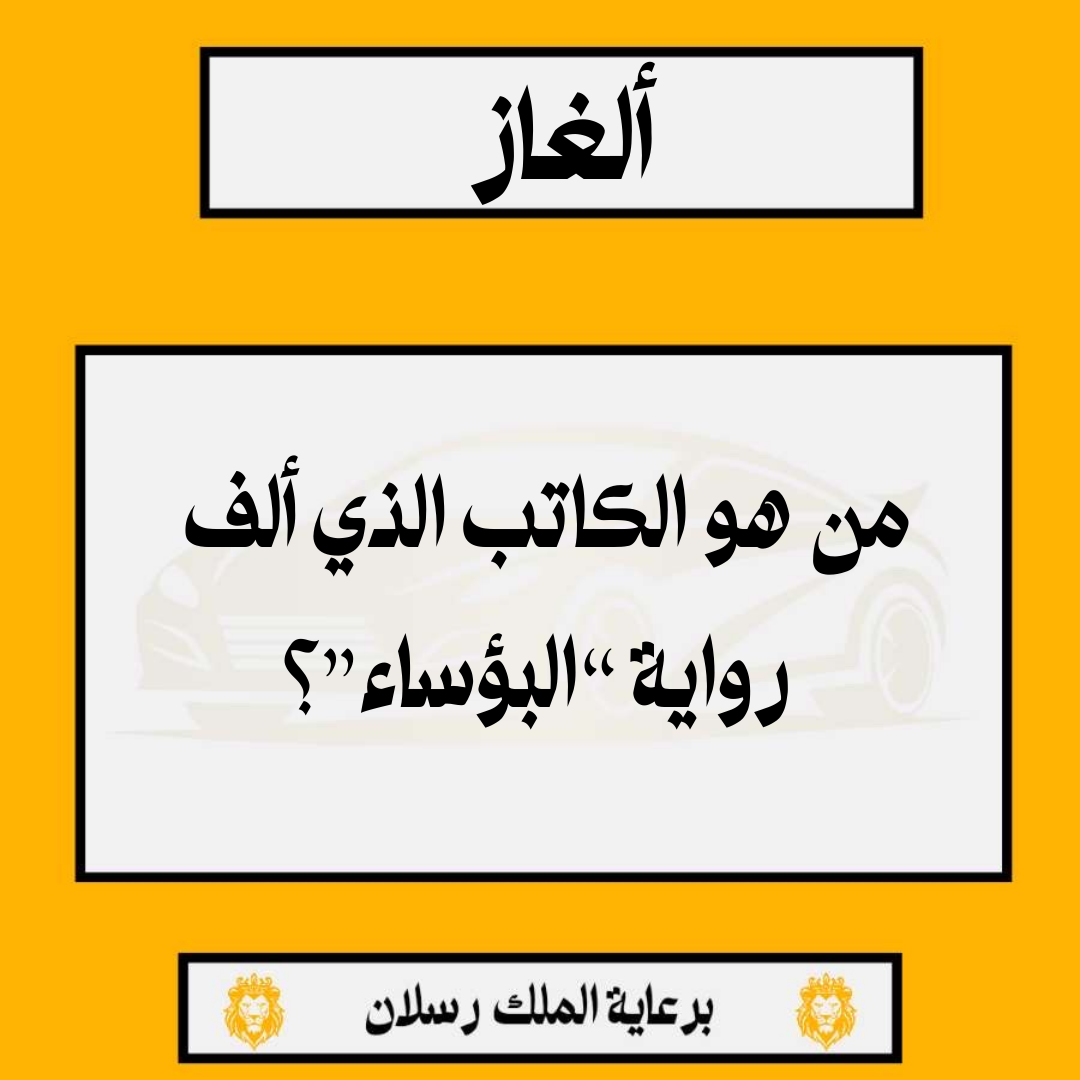 ألغاز
من هو الكاتب الذي ألف
رواية “البؤساء”؟
برعاية الملك رسلان